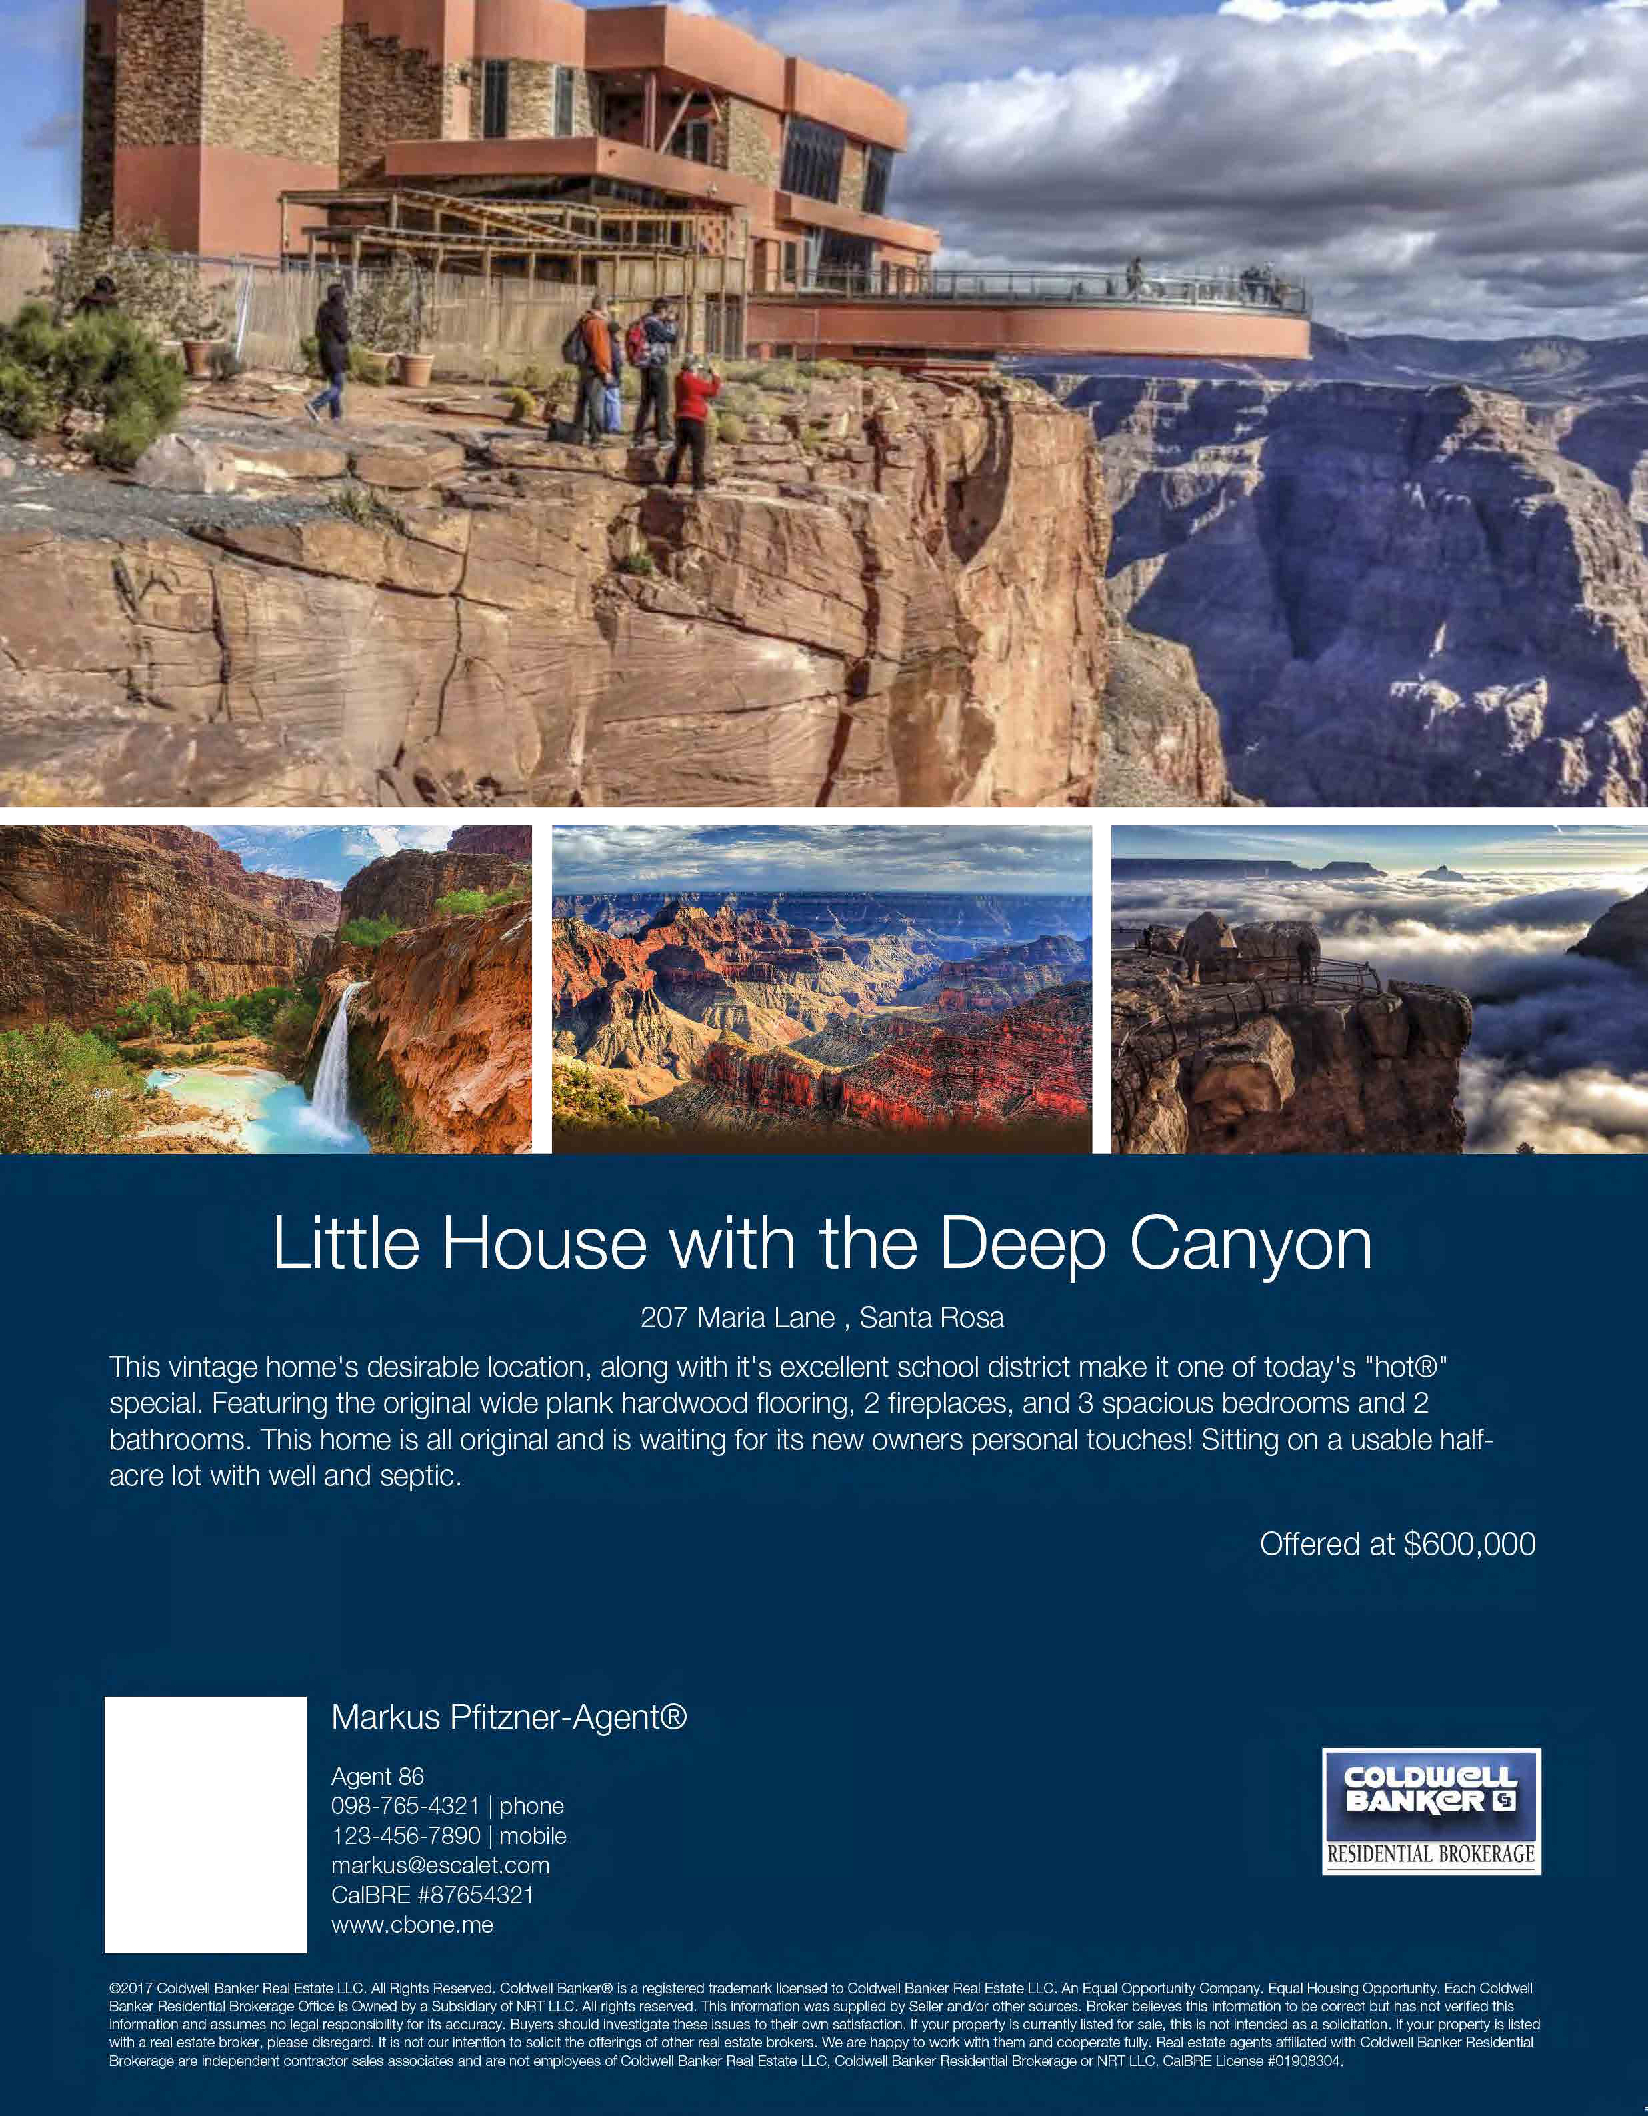 Little House with the Deep Canyon
207 Maria Lane , Santa Rosa
This vintage home's desirable location, along with it's excellent school district make it one of today's "hot®"
special. Featuring the original wide plank hardwood flooring, 2 fireplaces, and 3 spacious bedrooms and 2
bathrooms. This home is all original and is waiting for its new owners personal touches! Sitting on a usable half-
acre lot with well and septic.
Offered at $600,000
Markus Pfitzner-Agent®
Agent 86
098-765-4321 | phone
123-456-7890 | mobile
markus@escalet.com
CalBRE #87654321
www.cbone.me
COLDWELL
BANKER CB
RESIDENTIAL BROKERAGE
©2017 Coldwell Banker Real Estate LLC. All Rights Reserved. Coldwell Banker® is a registered trademark licensed to Coldwell Banker Real Estate LLC. An Equal Opportunity Company. Equal Housing Opportunity. Each Coldwell
Banker Residential Brokerage Office is Owned by a Subsidiary of NRT LLC. All rights reserved. This information was supplied by Seller and/or other sources. Broker believes this information to be correct but has not verified this
information and assumes no legal responsibility for its accuracy. Buyers should investigate these issues to their own satisfaction. If your property is currently listed for sale, this is not intended as a solicitation. If your property is listed
with a real estate broker, please disregard. It is not our intention to solicit the offerings of other real estate brokers. We are happy to work with them and cooperate fully. Real estate agents affiliated with Coldwell Banker Residential
Brokerage are independent contractor sales associates and are not employees of Coldwell Banker Real Estate LLC, Coldwell Banker Residential Brokerage or NRT LLC. CalBRE License #01908304.